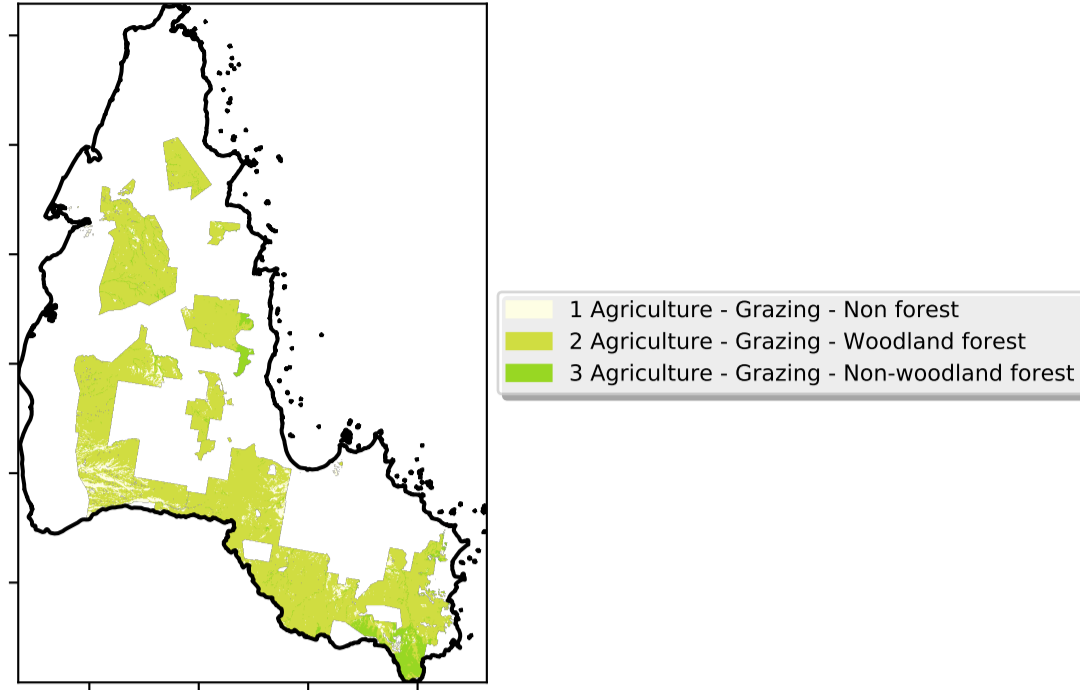 1 Agriculture - Grazing - Non forest
2 Agriculture - Grazing - Woodland forest
3 Agriculture - Grazing - Non-woodland forest